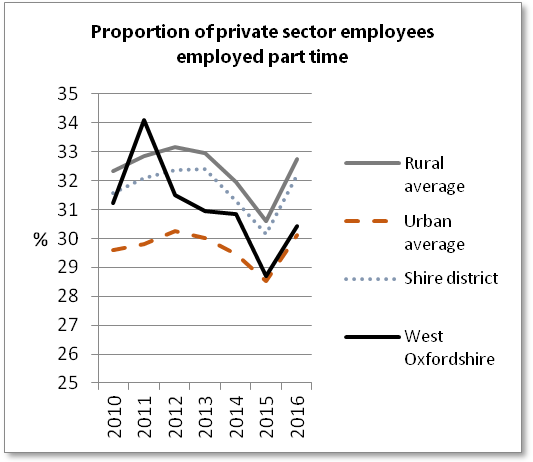 Proportion of private sector employees
employed part time
35
34
33
32
31
30
29
28
27
26
25
%
2010
2011
2012
2013
2014
2015
2016
Rural
average
Urban
average
Shire district
West
Oxfordshire